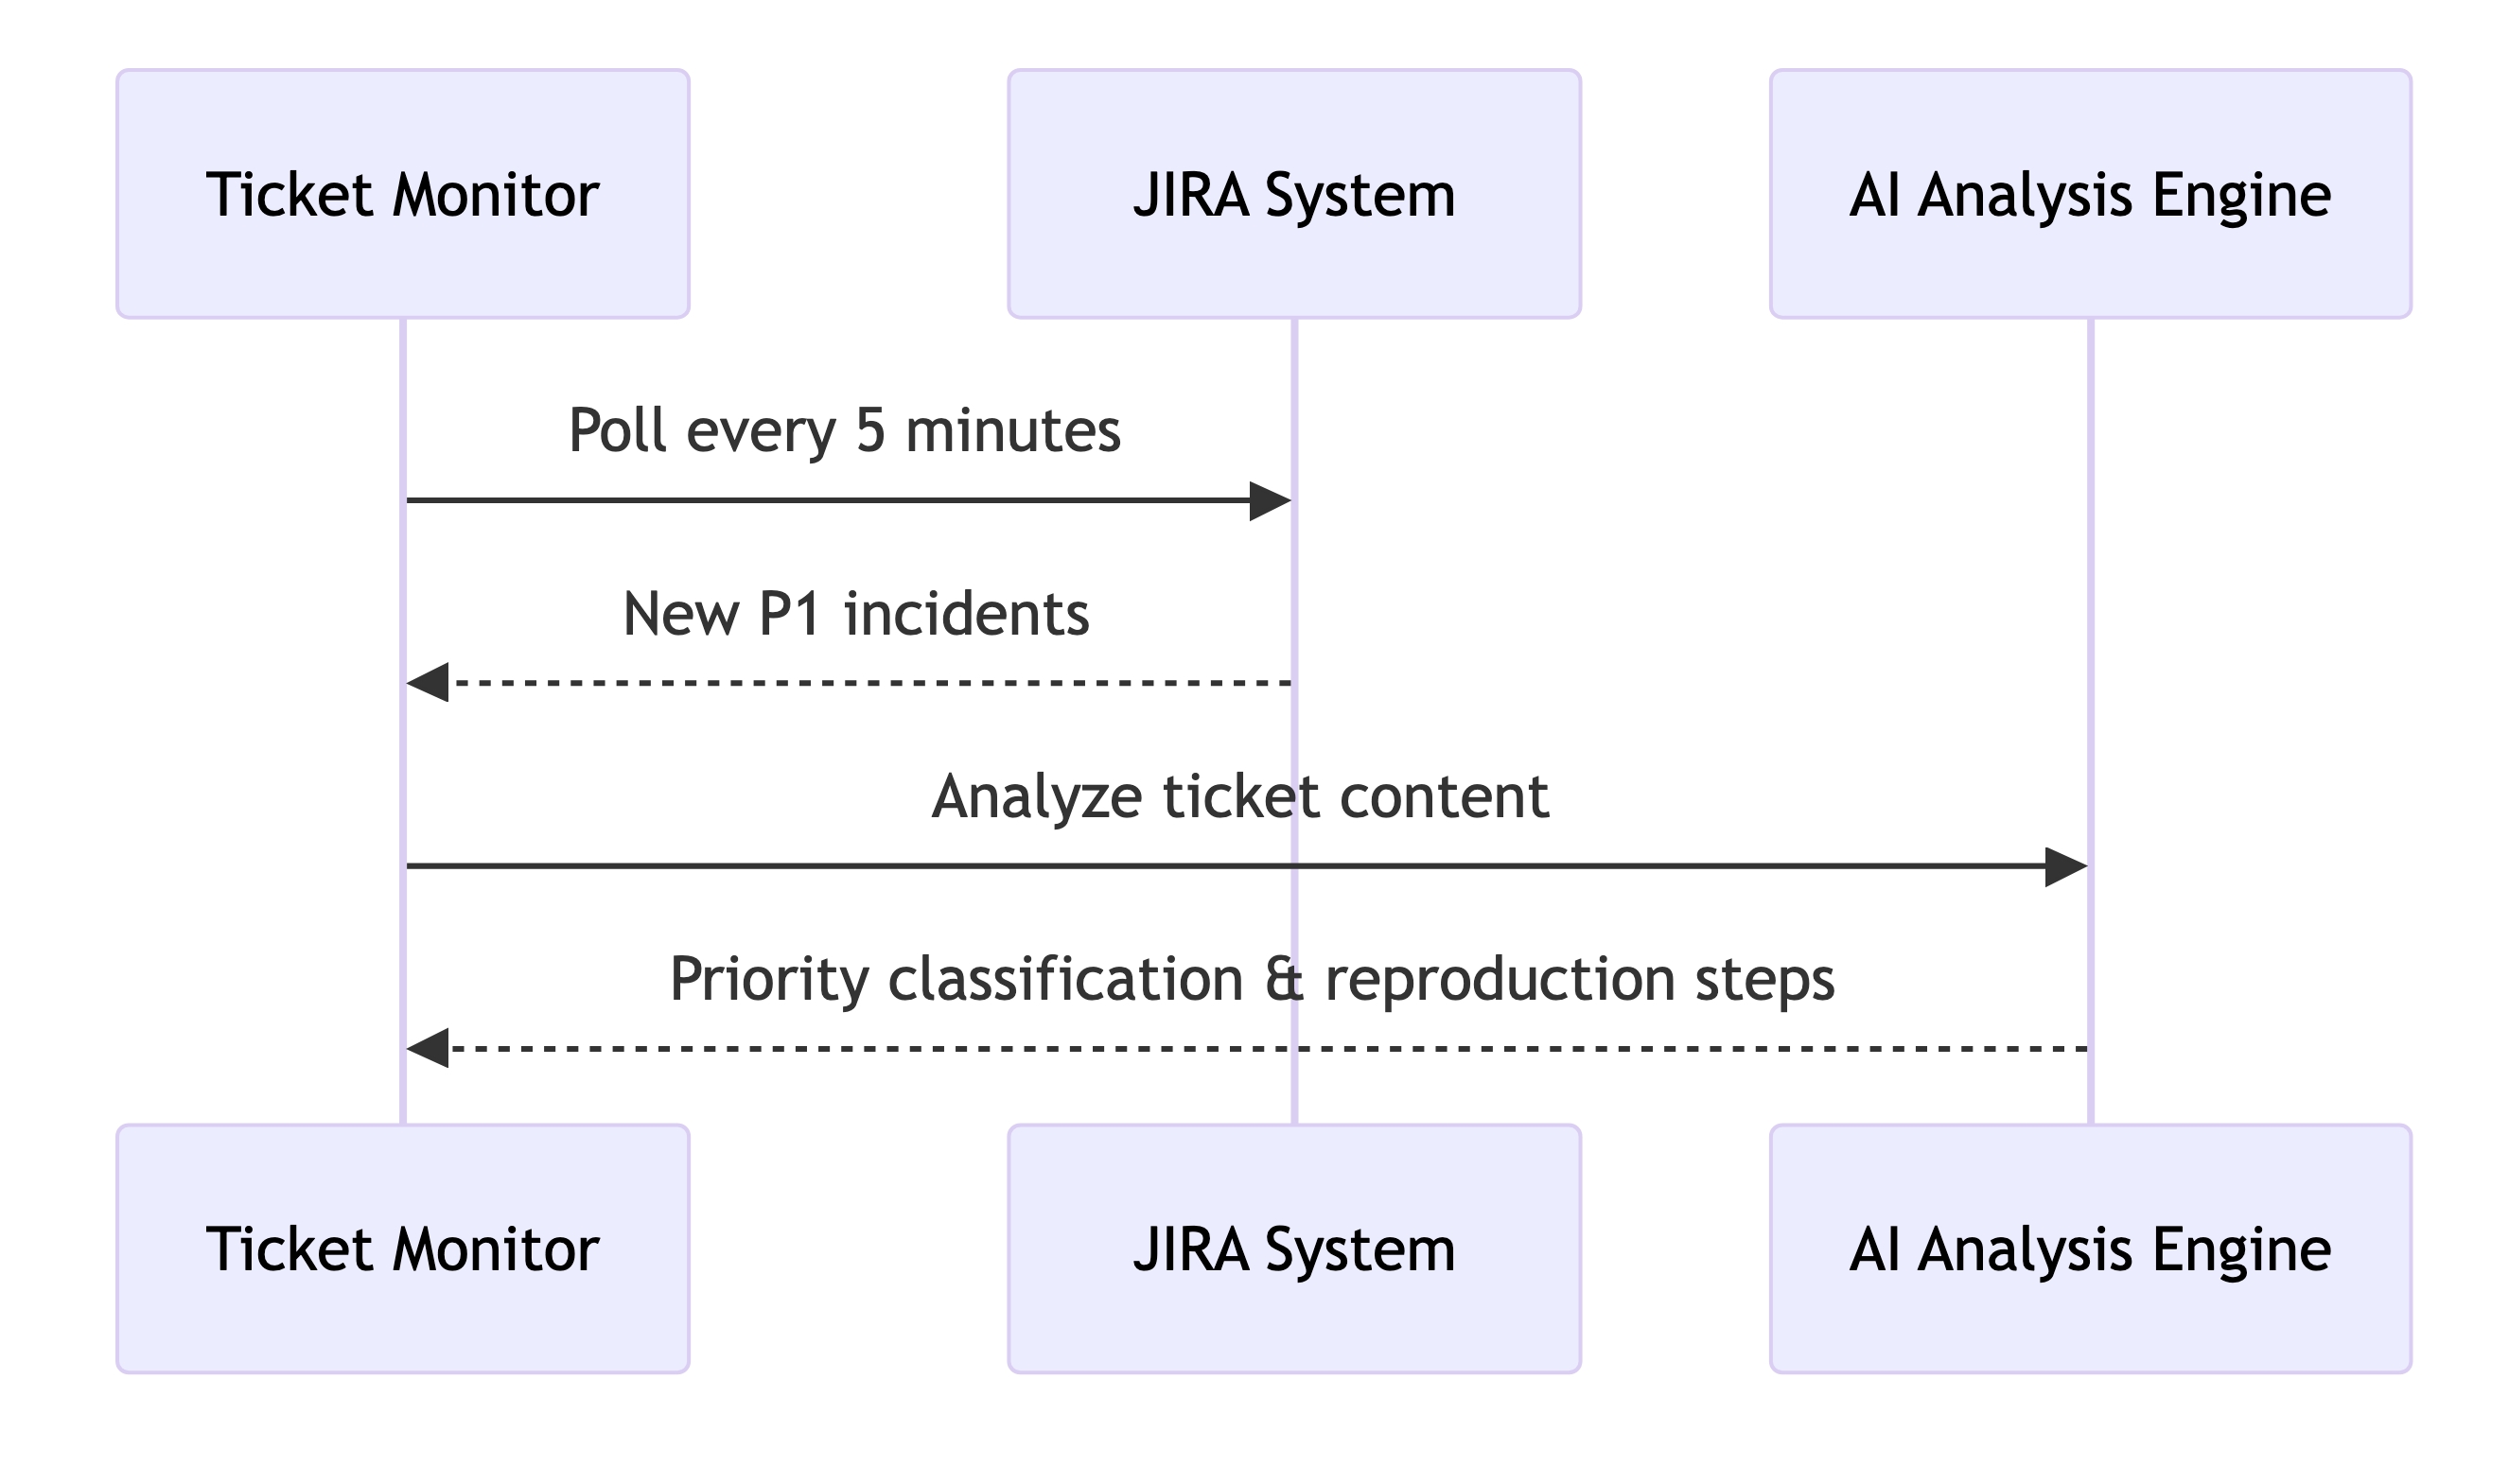 Ticket Monitor
JIRA System
AI Analysis Engine
Poll every 5 minutes
New P1 incidents
Analyze ticket content
Priority classification & reproduction steps
Ticket Monitor
JIRA System
AI Analysis Engine